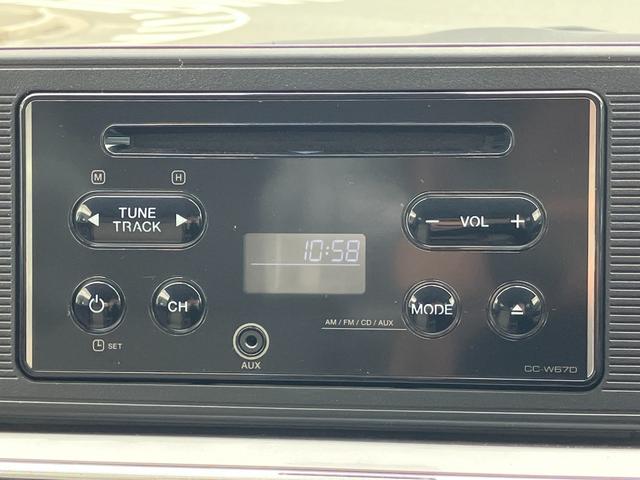 M H
◀ TUNE TRACK ▶
− VOL +
10:58
CH
MODE
AM / FM / CD / AUX
SET
AUX
CC-W67D